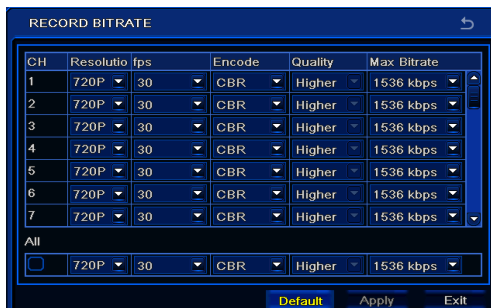 RECORD BITRATE
CH Resolutio fps Encode Quality Max Bitrate
1 720P 30 CBR Higher 1536 kbps
2 720P 30 CBR Higher 1536 kbps
3 720P 30 CBR Higher 1536 kbps
4 720P 30 CBR Higher 1536 kbps
5 720P 30 CBR Higher 1536 kbps
6 720P 30 CBR Higher 1536 kbps
7 720P 30 CBR Higher 1536 kbps
All
720P 30 CBR Higher 1536 kbps
Default Apply Exit